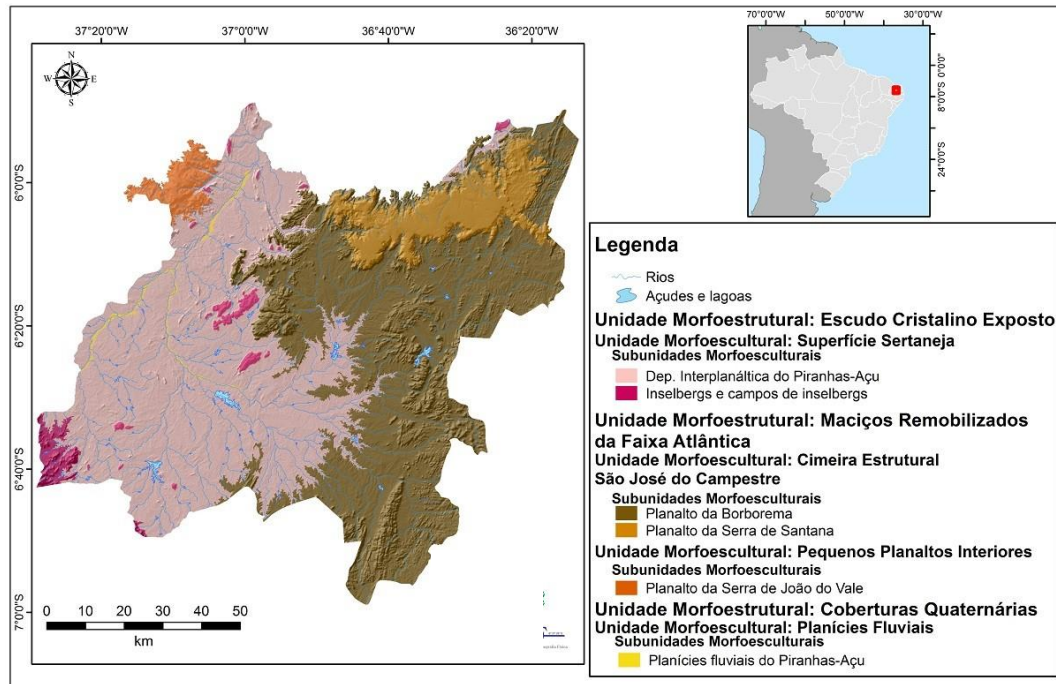 37°20'0"W 37°0'0"W 36°40'0"W 36°20'0"W
N
W E
S
6°0'0"S
6°20'0"S
6°40'0"S
7°0'0"S
0 10 20 30 40 50
km
70°0'0"W 50°0'0"W 30°0'0"W
0°0'0"
8°0'0"S
24°0'0"S
Legenda
Rios
Açudes e lagoas
Unidade Morfoestrutural: Escudo Cristalino Exposto
Unidade Morfoescultural: Superfície Sertaneja
Subunidades Morfoesculturais
Dep. Interplanáltica do Piranhas-Açu
Inselbergs e campos de inselbergs
Unidade Morfoestrutural: Maciços Remobilizados
da Faixa Atlântica
Unidade Morfoescultural: Cimeira Estrutural
São José do Campestre
Subunidades Morfoesculturais
Planalto da Borborema
Planalto da Serra de Santana
Unidade Morfoescultural: Pequenos Planaltos Interiores
Subunidades Morfoesculturais
Planalto da Serra de João do Vale
Unidade Morfoestrutural: Coberturas Quaternárias
Unidade Morfoescultural: Planícies Fluviais
Subunidades Morfoesculturais
Planícies fluviais do Piranhas-Açu